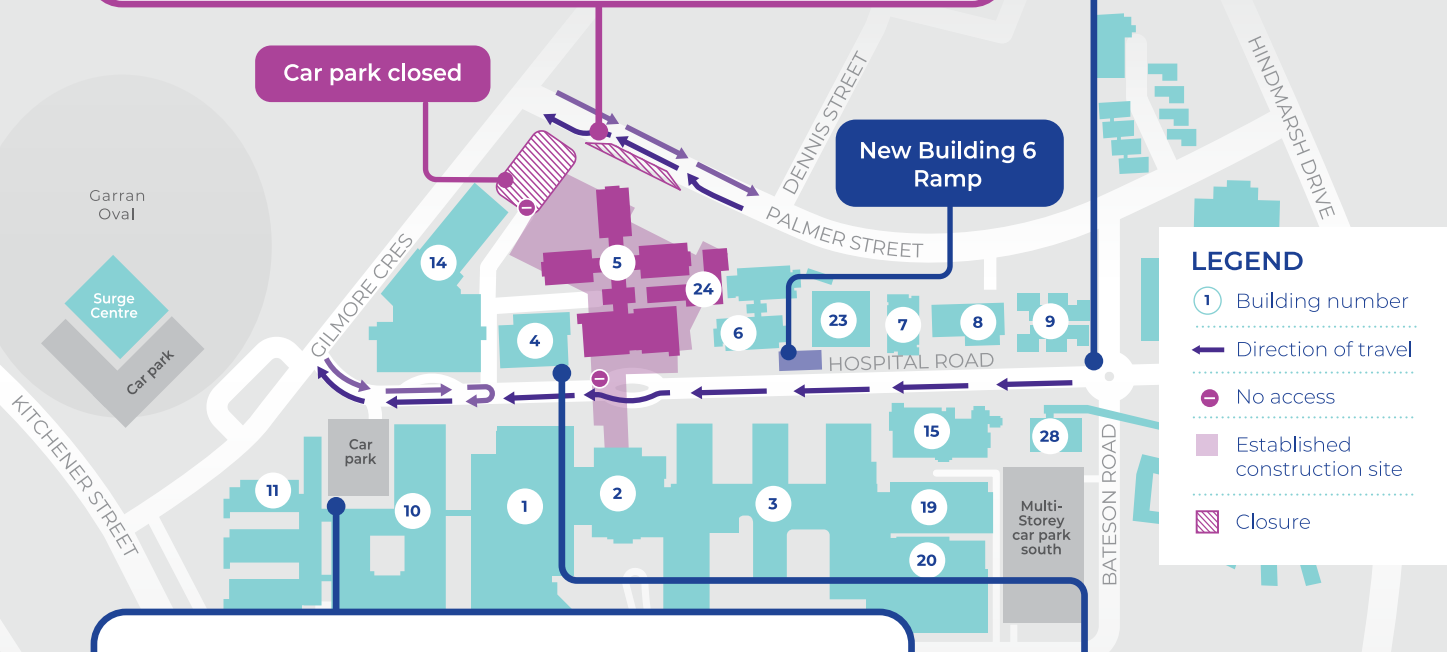 Car park closed
New Building 6
Ramp
HINDMARSH DRIVE
DENNIS STREET
PALMER STREET
Garran
Oval
Surge
Centre
Car park
GILMORE CRES
KITCHENER STREET
14
5
24
4
6
23
7
8
9
HOSPITAL ROAD
LEGEND
1 Building number
Direction of travel
No access
Established
construction site
Closure
Car
park
15
28
BATESON ROAD
11
10
1
2
3
19
20
Multi-
Storey
car park
south